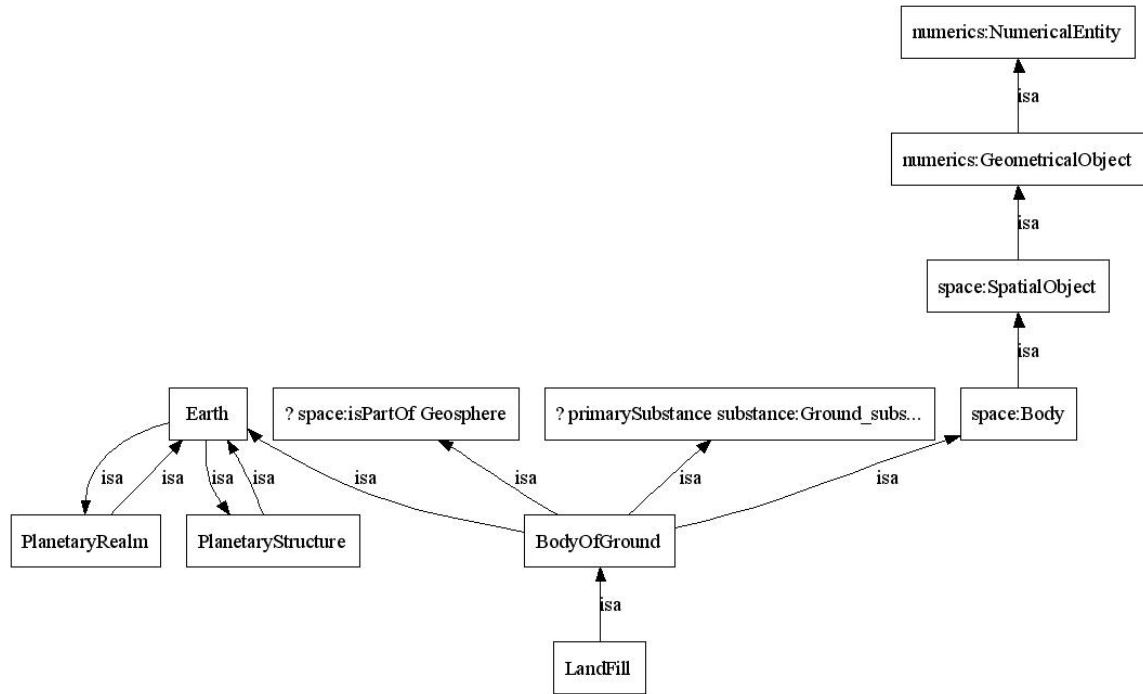 numerics:NumericalEntity
isa
numerics:GeometricalObject
isa
space:SpatialObject
isa
Earth
? space:isPartOf Geosphere
? primarySubstance substance:Ground_subs...
space:Body
isa
isa
isa
isa
isa
isa
isa
PlanetaryRealm
PlanetaryStructure
BodyOfGround
isa
LandFill